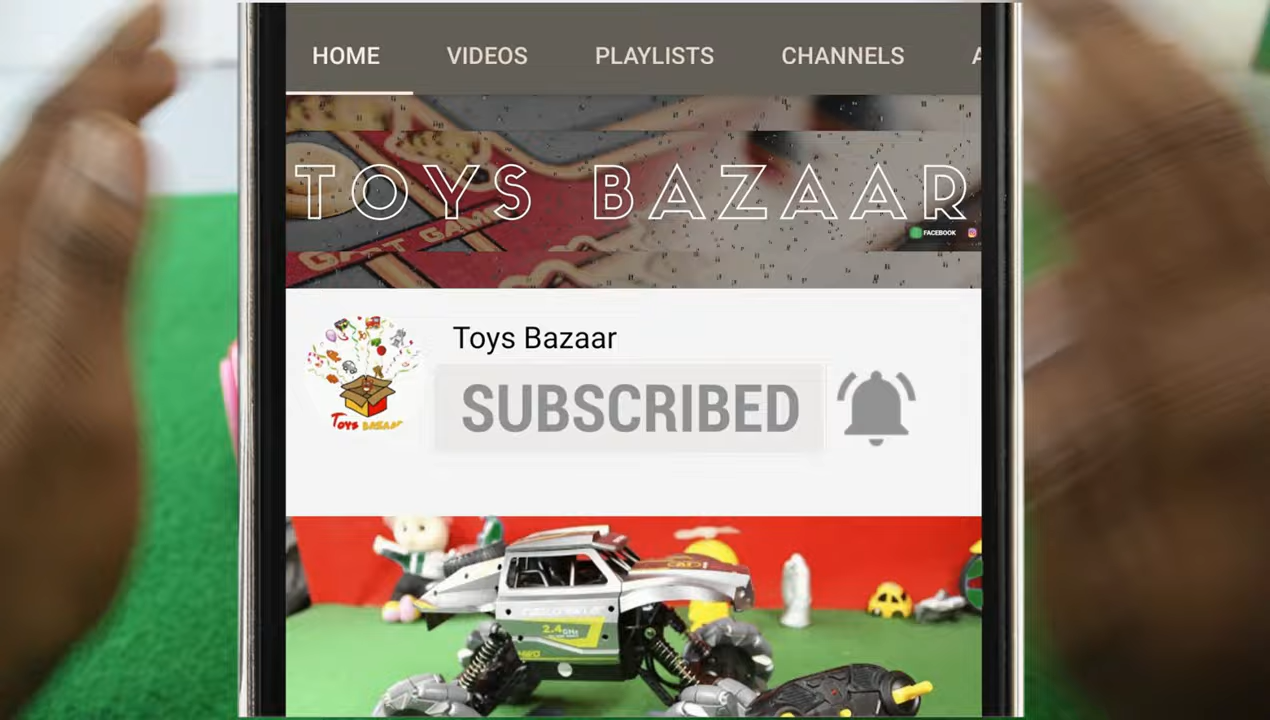 HOME VIDEOS PLAYLISTS CHANNELS A
TOYS BAZAAR
FACEBOOK
Toys Bazaar
TOYS BAZAAR
SUBSCRIBED
2.4GHz